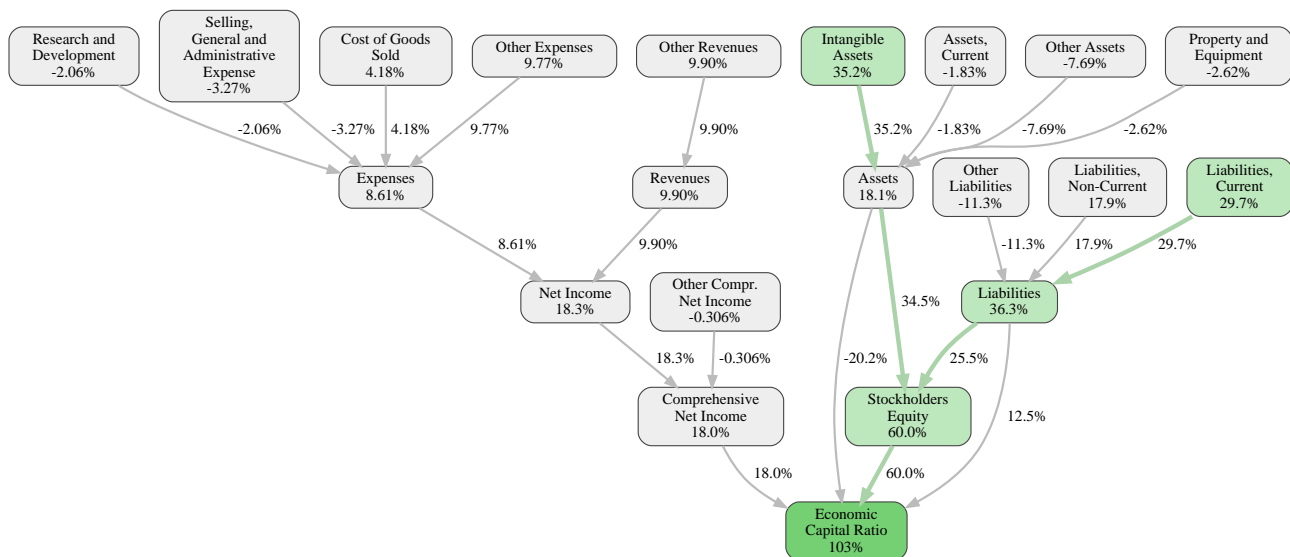 Research and
Development
-2.06%
Selling,
General and
Administrative
Expense
-3.27%
Cost of Goods
Sold
4.18%
Other Expenses
9.77%
Other Revenues
9.90%
Intangible
Assets
35.2%
Assets,
Current
-1.83%
Other Assets
-7.69%
Property and
Equipment
-2.62%
-2.06%
-3.27%
4.18%
9.77%
9.90%
35.2%
-1.83%
-7.69%
-2.62%
Expenses
8.61%
Revenues
9.90%
Assets
18.1%
Other
Liabilities
-11.3%
Liabilities,
Non-Current
17.9%
Liabilities,
Current
29.7%
8.61%
9.90%
-11.3%
17.9%
29.7%
Net Income
18.3%
Other Compr.
Net Income
-0.306%
34.5%
Liabilities
36.3%
18.3%
-0.306%
-20.2%
25.5%
Comprehensive
Net Income
18.0%
Stockholders
Equity
60.0%
12.5%
18.0%
60.0%
Economic
Capital Ratio
103%